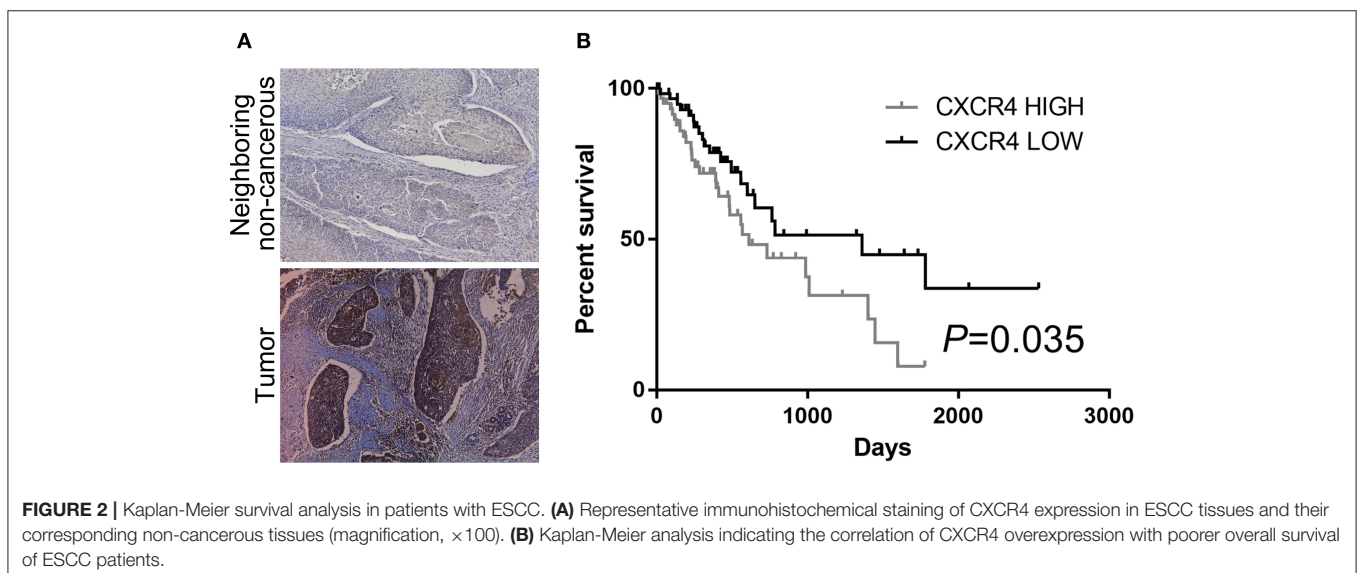 A
B
Neighboring
non-cancerous
Tumor
100
50
0
Percent survival
CXCR4 HIGH
CXCR4 LOW
P=0.035
0 1000 2000 3000
Days
FIGURE 2 | Kaplan-Meier survival analysis in patients with ESCC. (A) Representative immunohistochemical staining of CXCR4 expression in ESCC tissues and their
corresponding non-cancerous tissues (magnification, ×100). (B) Kaplan-Meier analysis indicating the correlation of CXCR4 overexpression with poorer overall survival
of ESCC patients.